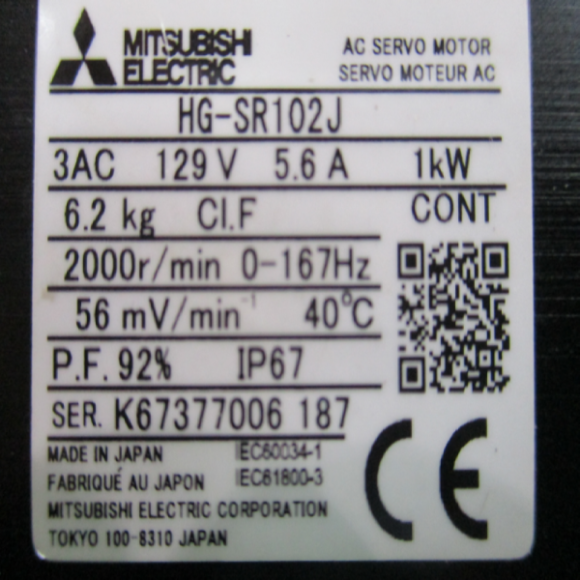 MITSUBISHI
ELECTRIC
AC SERVO MOTOR
SERVO MOTEUR AC
HG-SR102J
3AC 129 V 5.6 A 1kW
6.2 kg CI.F CONT
2000r/min 0-167Hz
56 mV/min⁻¹ 40°C
P.F. 92% IP67
SER. K67377006 187
MADE IN JAPAN IEC60034-1
FABRIQUÉ AU JAPON IEC61800-3
MITSUBISHI ELECTRIC CORPORATION
TOKYO 100-8310 JAPAN
CE